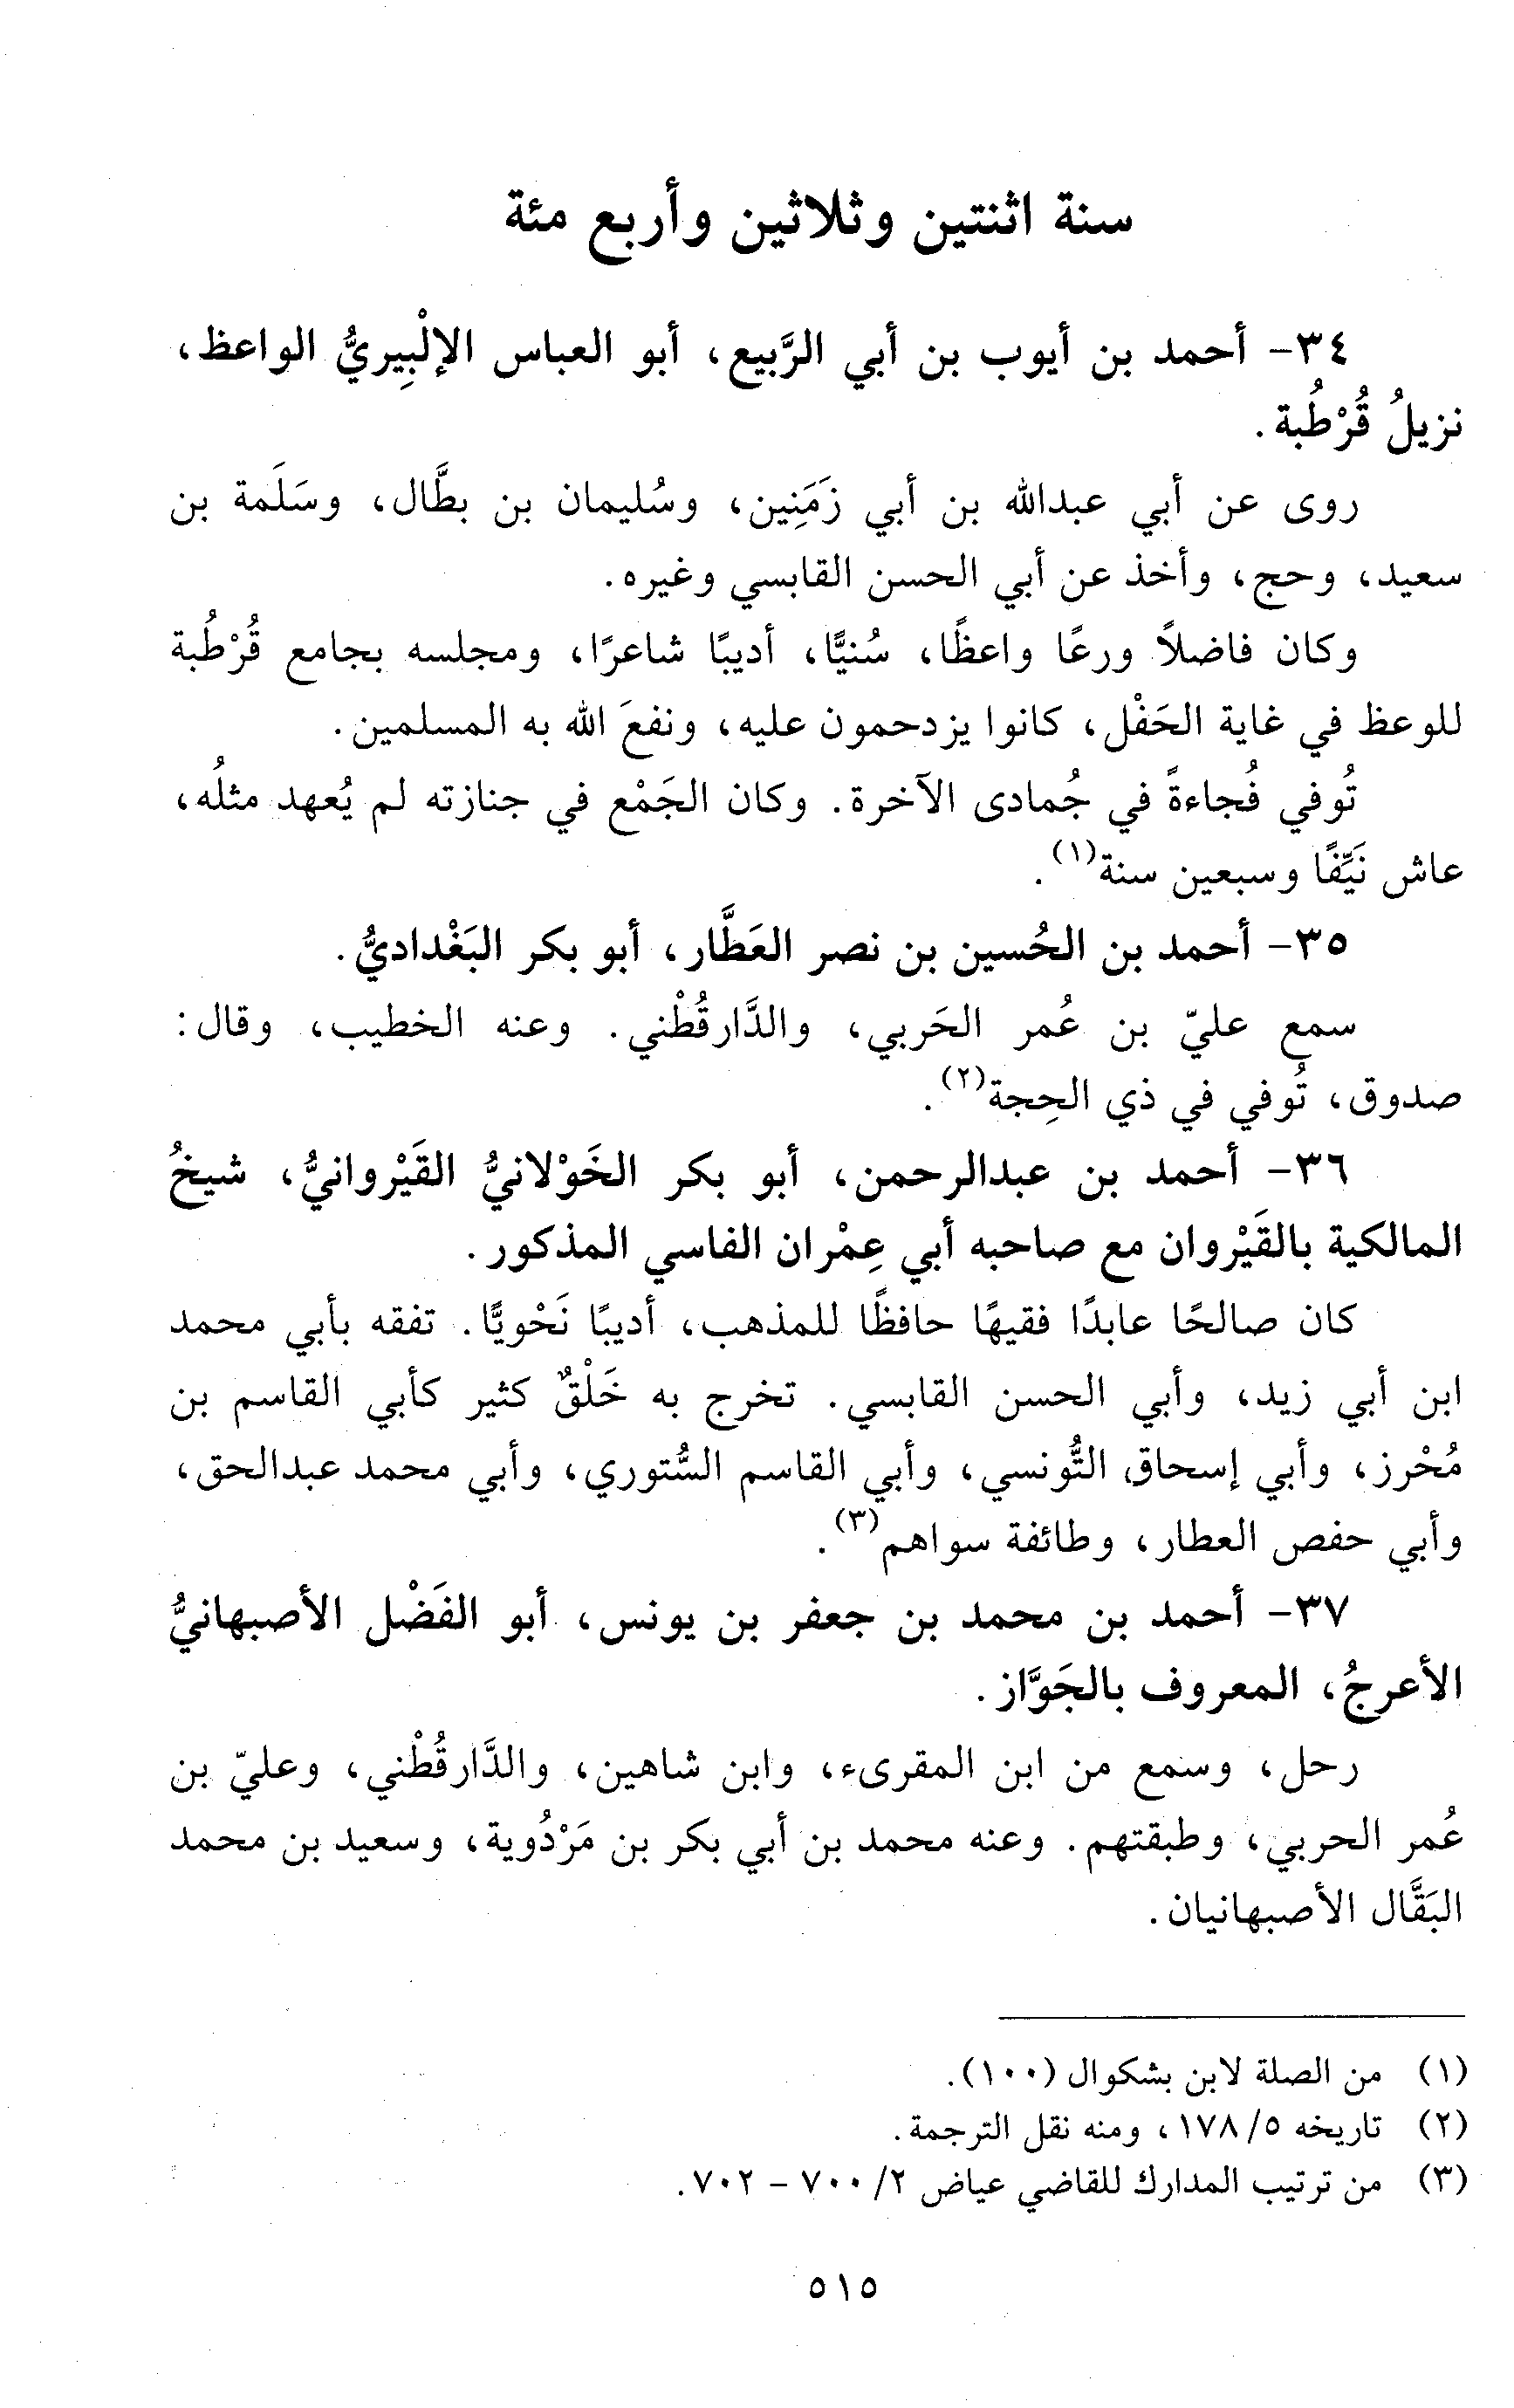 سنة اثنتين وثلاثين وأربع مئة
٣٤- أحمد بن أيوب بن أبي الرَّبيع، أبو العباس الإلْبِيريُّ الواعظ،
نزيلُ قُرْطُبة.
روى عن أبي عبدالله بن أبي زَمَنِين، وسُليمان بن بطَّال، وسَلَمة بن
سعيد، وحج، وأخذ عن أبي الحسن القابسي وغيره.
وكان فاضلاً ورعًا واعظًا، سُنيًّا، أديبًا شاعرًا، ومجلسه بجامع قُرْطُبة
للوعظ في غاية الحَفْل، كانوا يزدحمون عليه، ونفعَ الله به المسلمين.
تُوفي فُجاءةً في جُمادى الآخرة. وكان الجَمْع في جنازته لم يُعهد مثلُه،
عاش نَيِّفًا وسبعين سنة(١).
٣٥- أحمد بن الحُسين بن نصر العَطَّار، أبو بكر البَغْداديُّ.
سمع عليّ بن عُمر الحَربي، والدَّارقُطْني. وعنه الخطيب، وقال:
صدوق، تُوفي في ذي الحِجة(٢).
٣٦- أحمد بن عبدالرحمن، أبو بكر الخَوْلانيُّ القَيْروانيُّ، شيخُ
المالكية بالقَيْروان مع صاحبه أبي عِمْران الفاسي المذكور.
كان صالحًا عابدًا فقيهًا حافظًا للمذهب، أديبًا نَحْويًّا. تفقه بأبي محمد
ابن أبي زيد، وأبي الحسن القابسي. تخرج به خَلْقٌ كثير كأبي القاسم بن
مُحْرز، وأبي إسحاق التُّونسي، وأبي القاسم السُّتوري، وأبي محمد عبدالحق،
وأبي حفص العطار، وطائفة سواهم(٣).
٣٧- أحمد بن محمد بن جعفر بن يونس، أبو الفَضْل الأصبهانيُّ
الأعرجُ، المعروف بالجَوَّاز.
رحل، وسمع من ابن المقرىء، وابن شاهين، والدَّارقُطْني، وعليّ بن
عُمر الحربي، وطبقتهم. وعنه محمد بن أبي بكر بن مَرْدُوية، وسعيد بن محمد
البَقَّال الأصبهانيان.
(١) من الصلة لابن بشكوال (١٠٠).
(٢) تاريخه ٥/ ١٧٨، ومنه نقل الترجمة.
(٣) من ترتيب المدارك للقاضي عياض ٢/ ٧٠٠ - ٧٠٢.
٥١٥